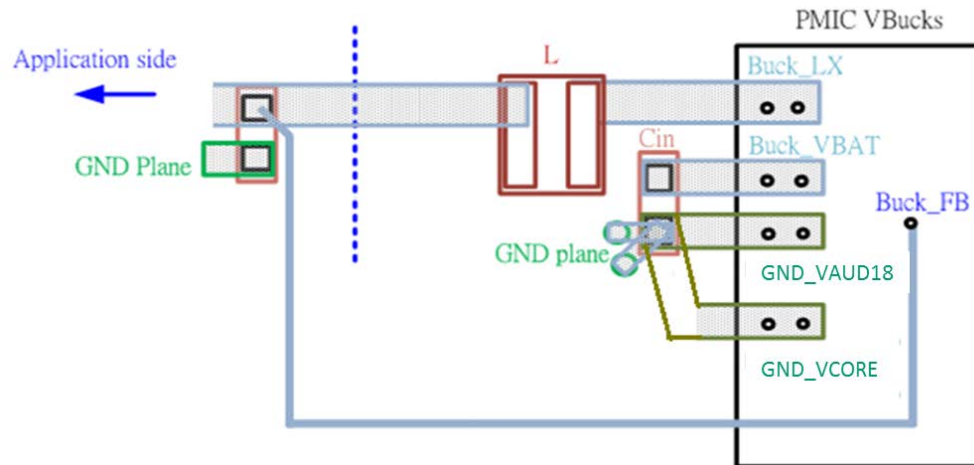 PMIC VBucks
Application side
L
Buck_LX
Cin
Buck_VBAT
GND Plane
Buck_FB
GND plane
GND_VAUD18
GND_VCORE